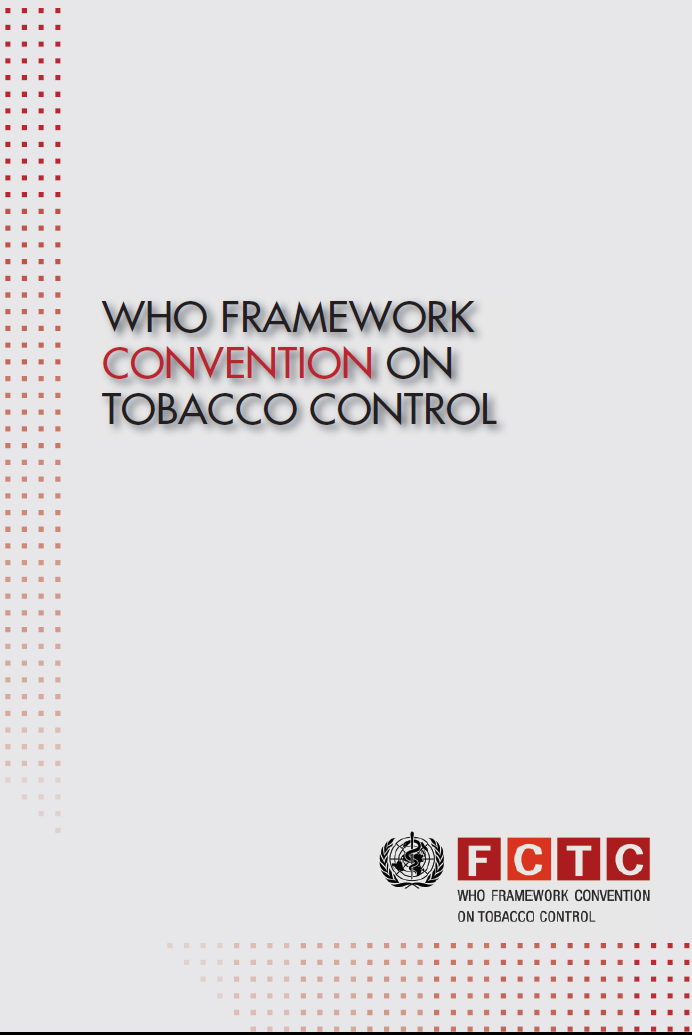 WHO FRAMEWORK
CONVENTION ON
TOBACCO CONTROL
FCTC
WHO FRAMEWORK CONVENTION
ON TOBACCO CONTROL